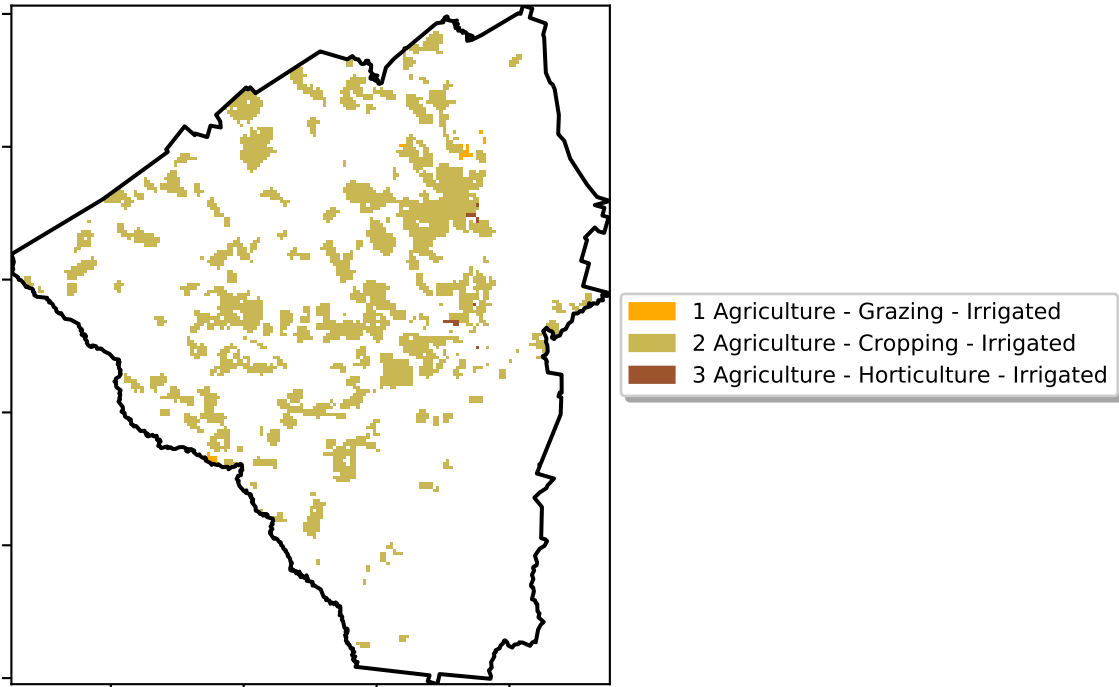 1 Agriculture - Grazing - Irrigated
2 Agriculture - Cropping - Irrigated
3 Agriculture - Horticulture - Irrigated